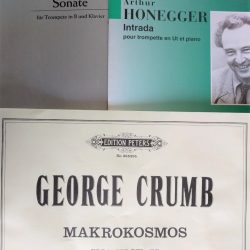 Sonate
für Trompete in B und Klavier
Arthur
HONEGGER
Intrada
pour trompette en Ut et piano
EDITION PETERS
GEORGE CRUMB
MAKROKOSMOS